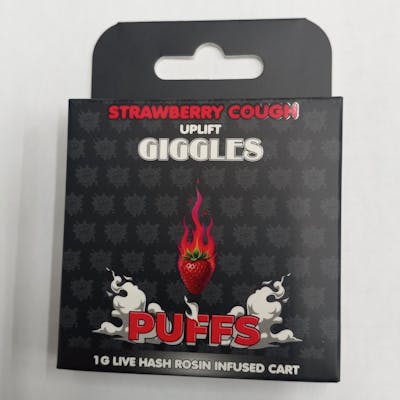 STRAWBERRY COUGH
UPLIFT
GIGGLES
PUFFS
1G LIVE HASH ROSIN INFUSED CART